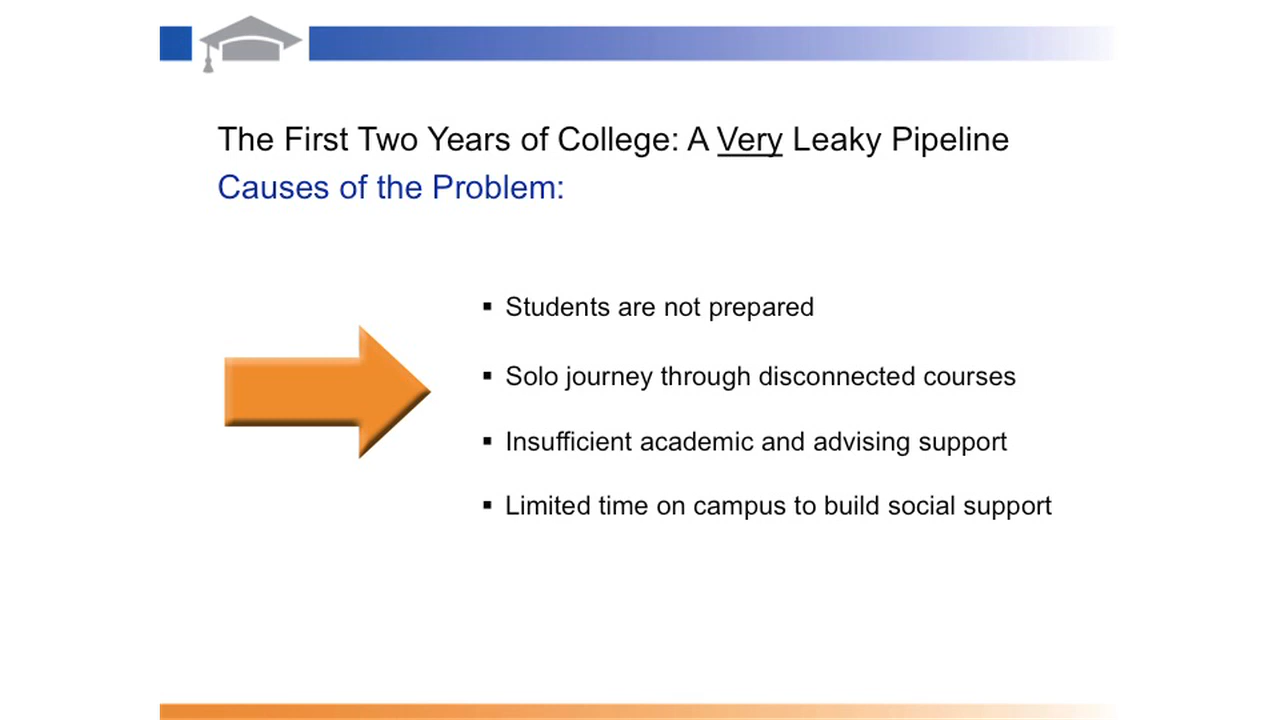 The First Two Years of College: A Very Leaky Pipeline
Causes of the Problem:
▪ Students are not prepared
▪ Solo journey through disconnected courses
▪ Insufficient academic and advising support
▪ Limited time on campus to build social support